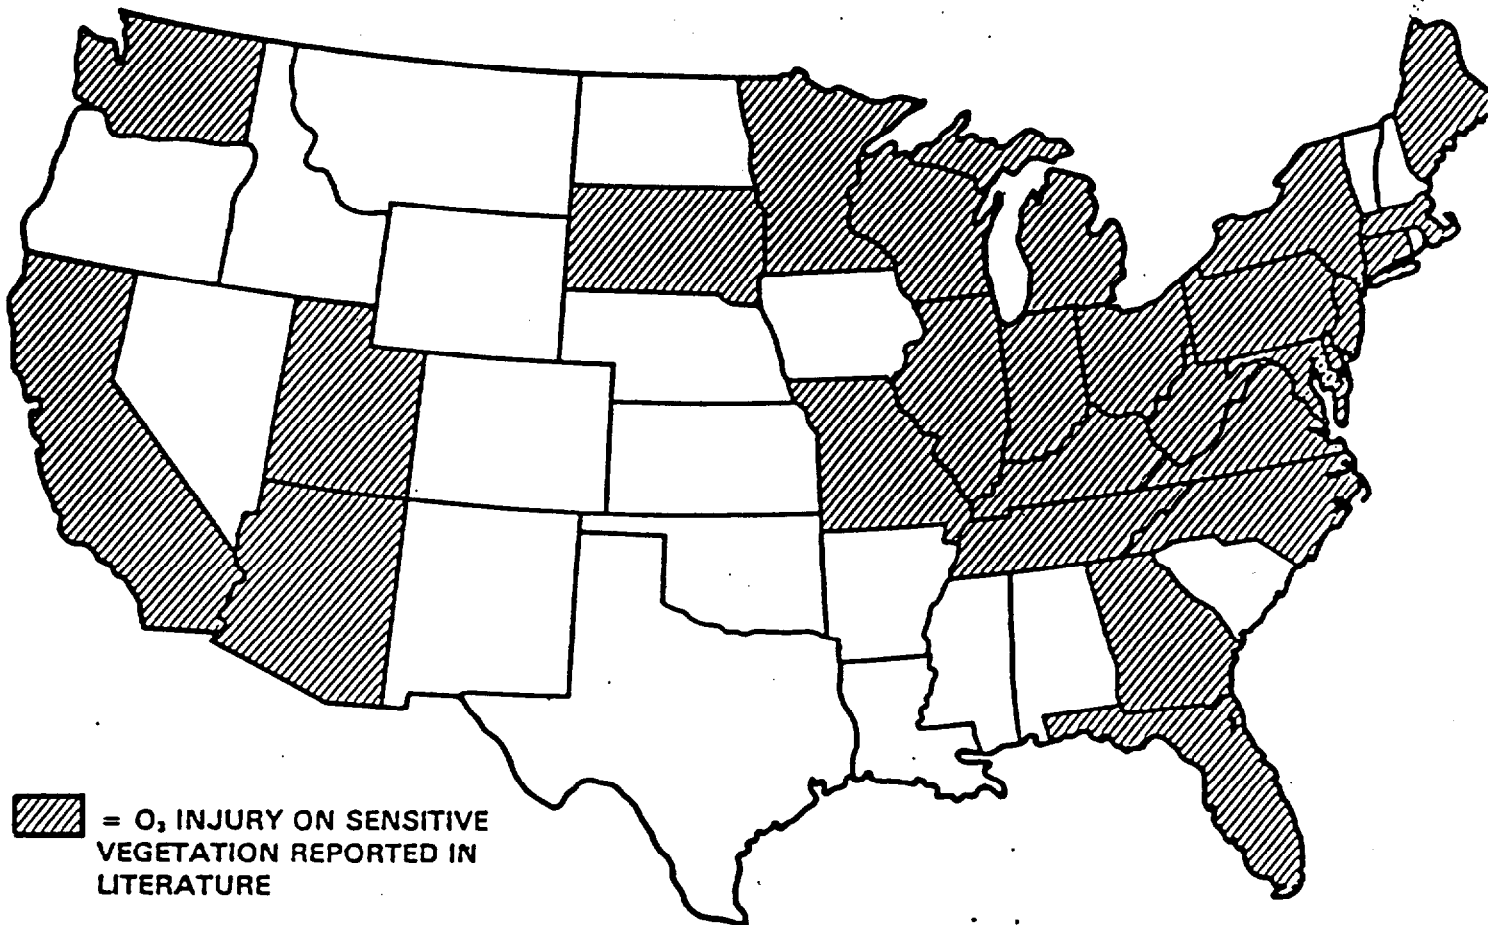 = O₃ INJURY ON SENSITIVE
VEGETATION REPORTED IN
LITERATURE